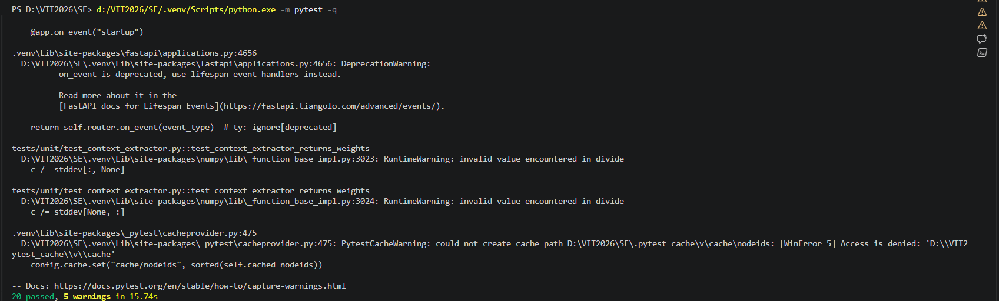 PS D:\VIT2026\SE> d:/VIT2026/SE/.venv/Scripts/python.exe -m pytest -q
@app.on_event("startup")
.venv\Lib\site-packages\fastapi\applications.py:4656
D:\VIT2026\SE\.venv\Lib\site-packages\fastapi\applications.py:4656: DeprecationWarning:
on_event is deprecated, use lifespan event handlers instead.
Read more about it in the
[FastAPI docs for Lifespan Events](https://fastapi.tiangolo.com/advanced/events/).
return self.router.on_event(event_type)  # ty: ignore[deprecated]
tests/unit/test_context_extractor.py::test_context_extractor_returns_weights
D:\VIT2026\SE\.venv\Lib\site-packages\numpy\lib\_function_base_impl.py:3023: RuntimeWarning: invalid value encountered in divide
c /= stddev[:, None]
tests/unit/test_context_extractor.py::test_context_extractor_returns_weights
D:\VIT2026\SE\.venv\Lib\site-packages\numpy\lib\_function_base_impl.py:3024: RuntimeWarning: invalid value encountered in divide
c /= stddev[None, :]
.venv\Lib\site-packages\_pytest\cacheprovider.py:475
D:\VIT2026\SE\.venv\Lib\site-packages\_pytest\cacheprovider.py:475: PytestCacheWarning: could not create cache path D:\VIT2026\SE\.pytest_cache\v\cache\nodeids: [WinError 5] Access is denied: 'D:\\VIT2
ytest_cache\\v\\cache'
config.cache.set("cache/nodeids", sorted(self.cached_nodeids))
-- Docs: https://docs.pytest.org/en/stable/how-to/capture-warnings.html
20 passed, 5 warnings in 15.74s